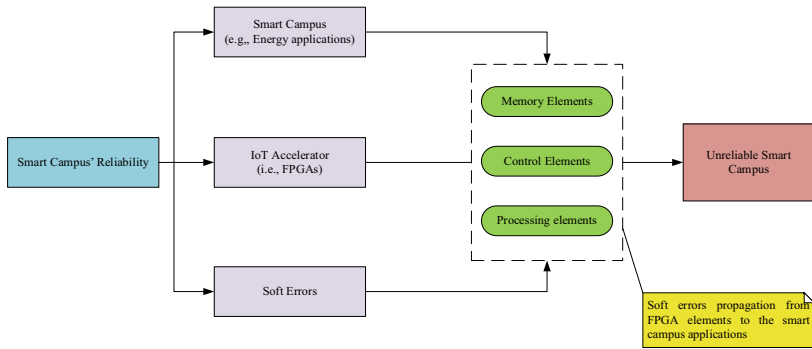 Smart Campus
(e.g,, Energy applications)
Memory Elements
Smart Campus' Reliability
IoT Accelerator
(i.e., FPGAs)
Control Elements
Unreliable Smart
Campus
Processing elements
Soft Errors
Soft errors propagation from
FPGA elements to the smart
campus applications